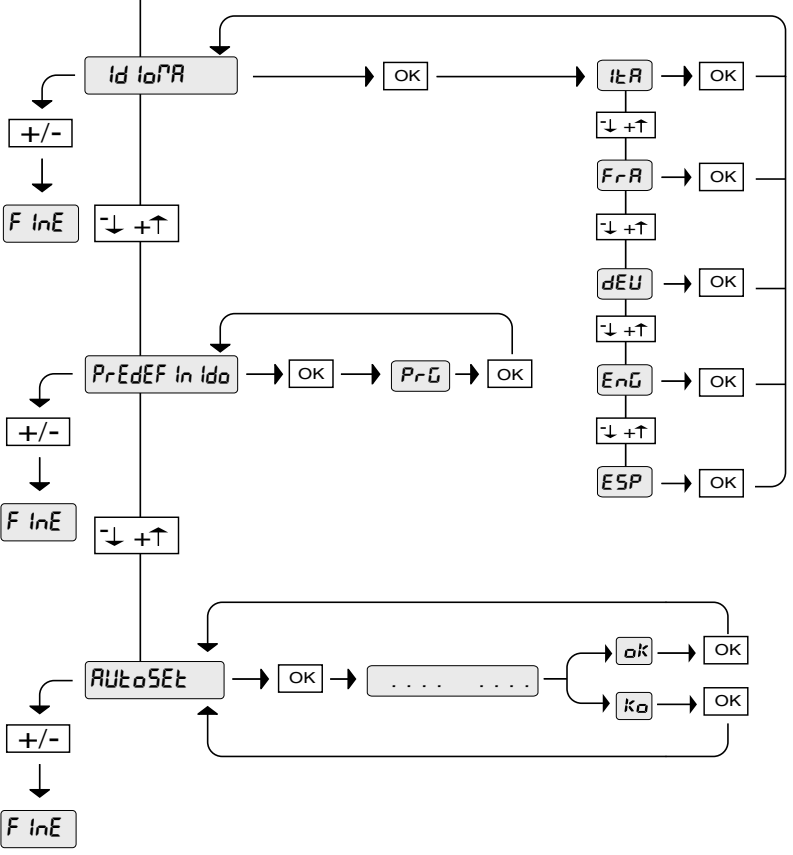 IdIoMA
OK
ItA
OK
-↓ +↑
+/-
FrA
OK
FInE
-↓ +↑
-↓ +↑
dEU
OK
-↓ +↑
PrEdEFInIdo
OK
PrG
OK
EnG
OK
+/-
-↓ +↑
ESP
OK
FInE
-↓ +↑
AUtoSEt
OK
.... ....
oK
OK
Ko
OK
+/-
FInE